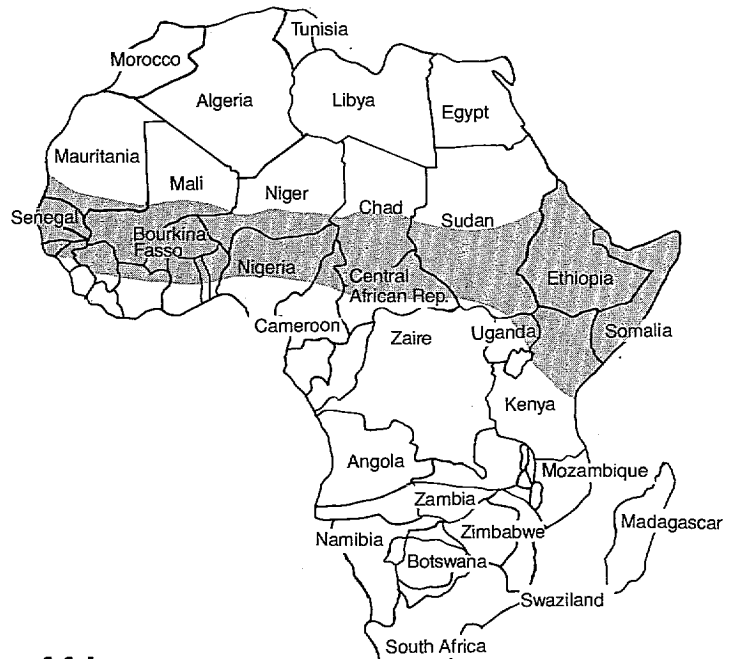 Tunisia
Morocco
Algeria
Libya
Egypt
Mauritania
Mali
Niger
Chad
Sudan
Senegal
Bourkina
Fasso
Nigeria
Central
African Rep.
Ethiopia
Cameroon
Zaire
Uganda
Somalia
Kenya
Angola
Mozambique
Zambia
Madagascar
Namibia
Zimbabwe
Botswana
Swaziland
South Africa